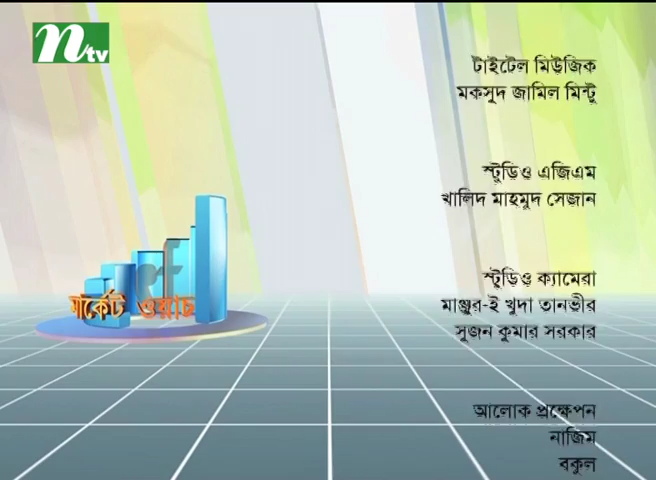 ntv
টাইটেল মিউজিক
মকসুদ জামিল মিন্টু
স্টুডিও এজিএম
খালিদ মাহমুদ সেজান
মার্কেট ওয়াচ
স্টুডিও ক্যামেরা
মাঞ্জুর-ই খুদা তানভীর
সুজন কুমার সরকার
আলোক প্রক্ষেপন
নাজিম
বকুল